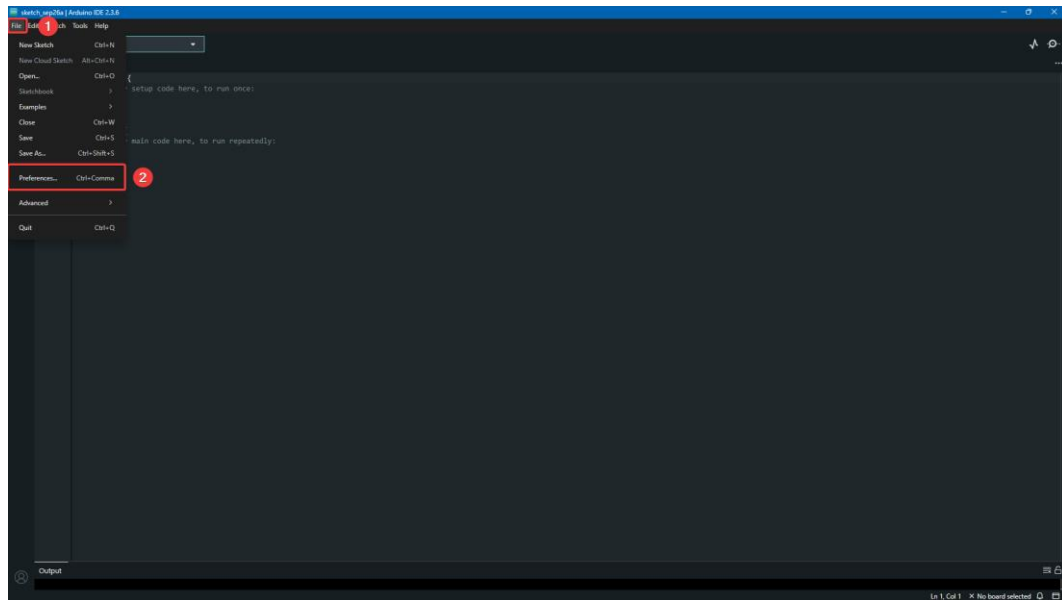 sketch_sep26a | Arduino IDE 2.3.6
File Edit ch Tools Help
1
New Sketch Ctrl+N
New Cloud Sketch Alt+Ctrl+N
Open... Ctrl+O
{
Sketchbook
setup code here, to run once:
Examples
Close Ctrl+W
Save Ctrl+S
main code here, to run repeatedly:
Save As... Ctrl+Shift+S
Preferences... Ctrl+Comma
2
Advanced
Quit Ctrl+Q
Output
Ln 1, Col 1 × No board selected